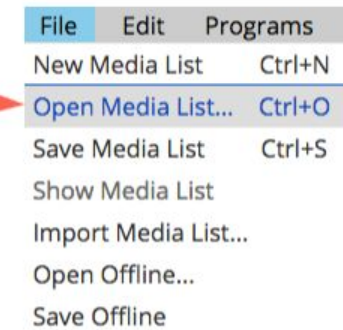 File Edit Programs
New Media List Ctrl+N
Open Media List... Ctrl+O
Save Media List Ctrl+S
Show Media List
Import Media List...
Open Offline...
Save Offline